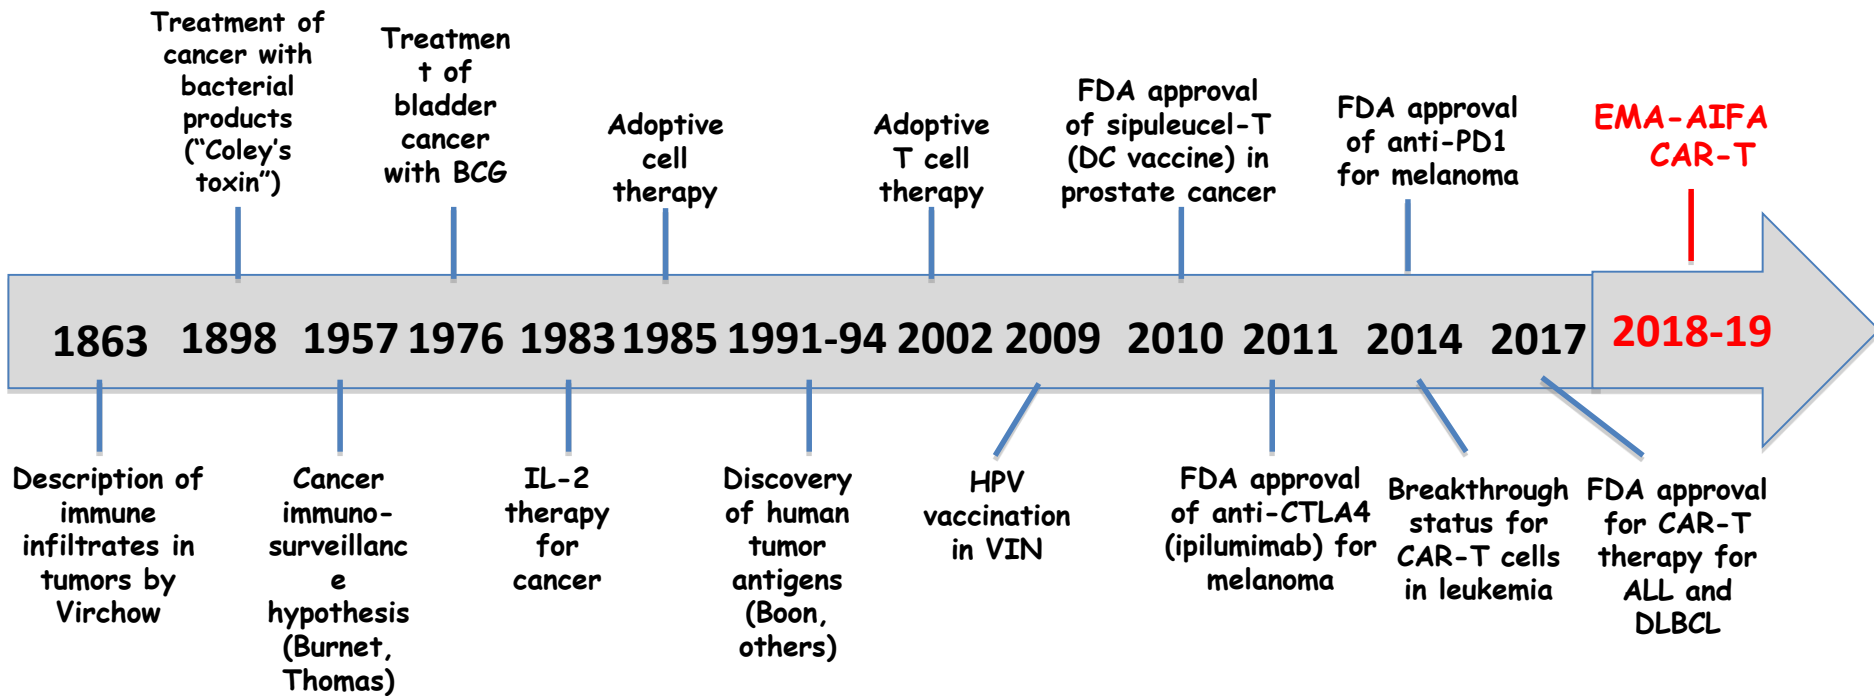 Treatment of
cancer with
bacterial
products
(“Coley's
toxin”)
Treatmen
t of
bladder
cancer
with BCG
Adoptive
cell
therapy
Adoptive
T cell
therapy
FDA approval
of sipuleucel-T
(DC vaccine) in
prostate cancer
FDA approval
of anti-PD1
for melanoma
EMA-AIFA
CAR-T
1863 1898 1957 1976 1983 1985 1991-94 2002 2009 2010 2011 2014 2017 2018-19
Description of
immune
infiltrates in
tumors by
Virchow
Cancer
immuno-
surveillanc
e
hypothesis
(Burnet,
Thomas)
IL-2
therapy
for
cancer
Discovery
of human
tumor
antigens
(Boon,
others)
HPV
vaccination
in VIN
FDA approval
of anti-CTLA4
(ipilumimab) for
melanoma
Breakthrough
status for
CAR-T cells
in leukemia
FDA approval
for CAR-T
therapy for
ALL and
DLBCL